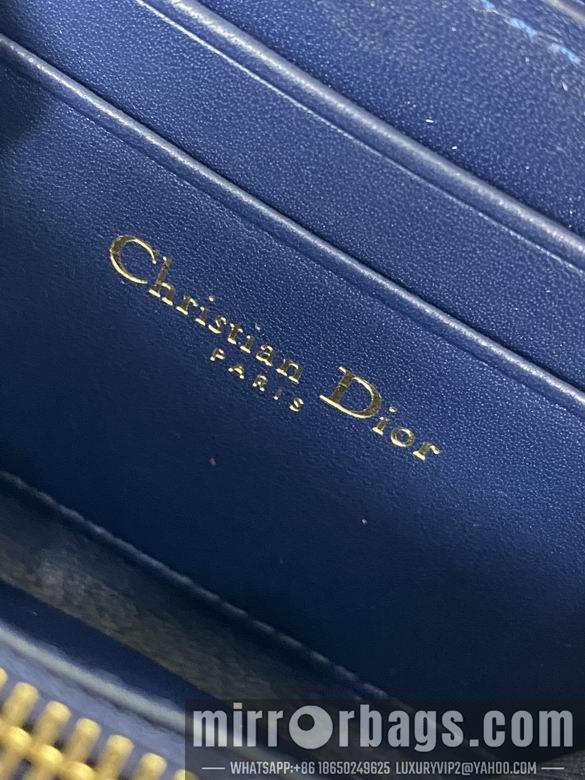 Christian Dior
PARIS
mirrorbags.com
WHATSAPP:+86 18650249625 LUXURYVIP2@YAHOO.COM